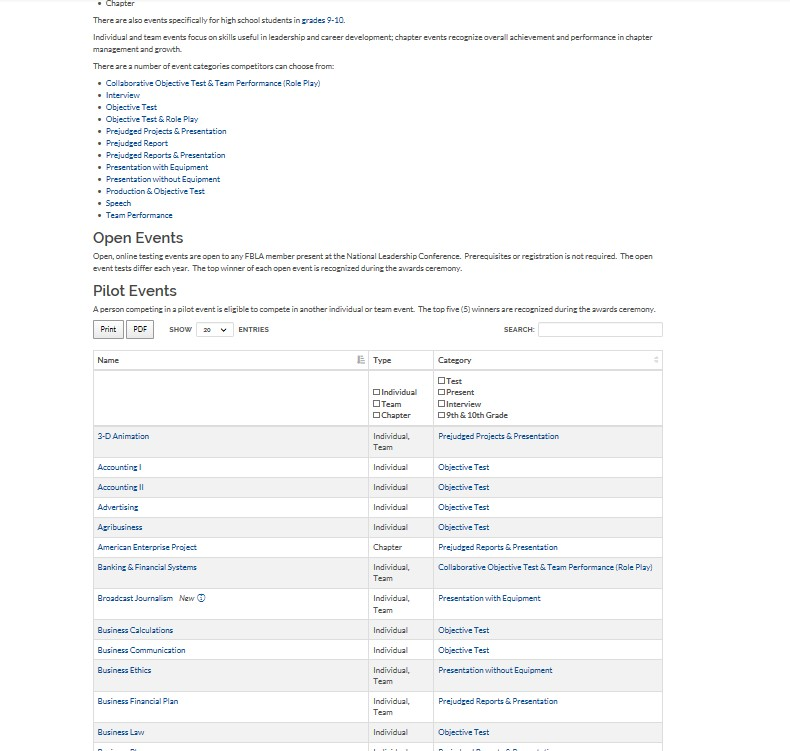 Chapter
There are also events specifically for high school students in grades 9-10.
Individual and team events focus on skills useful in leadership and career development; chapter events recognize overall achievement and performance in chapter
management and growth.
There are a number of event categories competitors can choose from:
Collaborative Objective Test & Team Performance (Role Play)
Interview
Objective Test
Objective Test & Role Play
Prejudged Projects & Presentation
Prejudged Report
Prejudged Reports & Presentation
Presentation with Equipment
Presentation without Equipment
Production & Objective Test
Speech
Team Performance
Open Events
Open, online testing events are open to any FBLA member present at the National Leadership Conference. Prerequisites or registration is not required. The open
event tests differ each year. The top winner of each open event is recognized during the awards ceremony.
Pilot Events
A person competing in a pilot event is eligible to compete in another individual or team event. The top five (5) winners are recognized during the awards ceremony.
Print PDF SHOW 20 ENTRIES SEARCH:
Name Type Category
Test
Individual Present
Team Interview
Chapter 9th & 10th Grade
3-D Animation Individual, Prejudged Projects & Presentation
Team
Accounting I Individual Objective Test
Accounting II Individual Objective Test
Advertising Individual Objective Test
Agribusiness Individual Objective Test
American Enterprise Project Chapter Prejudged Reports & Presentation
Banking & Financial Systems Individual, Collaborative Objective Test & Team Performance (Role Play)
Team
Broadcast Journalism New Individual, Presentation with Equipment
Team
Business Calculations Individual Objective Test
Business Communication Individual Objective Test
Business Ethics Individual, Presentation without Equipment
Team
Business Financial Plan Individual, Prejudged Reports & Presentation
Team
Business Law Individual Objective Test